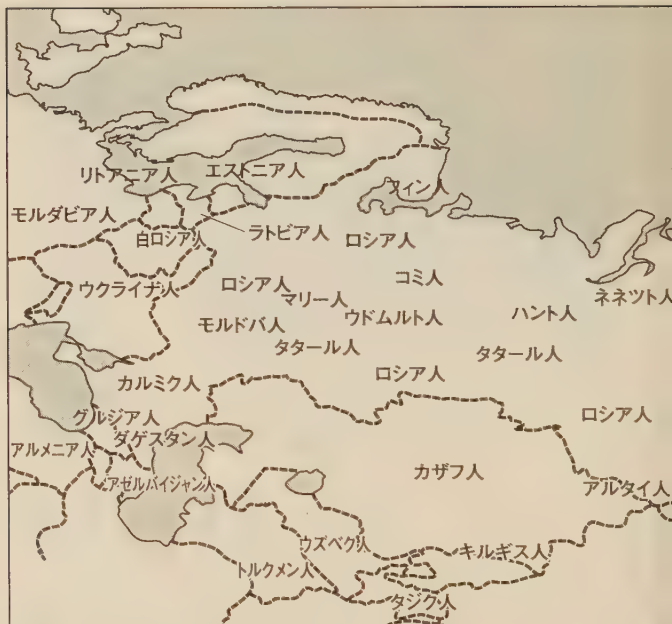 リトアニア人
エストニア人
フィン人
モルダビア人
白ロシア人
ラトビア人
ロシア人
コミ人
ネネツト人
ウクライナ人
ロシア人
マリー人
ハント人
モルドバ人
ウドムルト人
タタール人
タタール人
カルミク人
ロシア人
グルジア人
ロシア人
ダゲスタン人
アルメニア人
カザフ人
アゼルバイジャン人
アルタイ人
ウズベク人
キルギス人
トルクメン人
タジク人